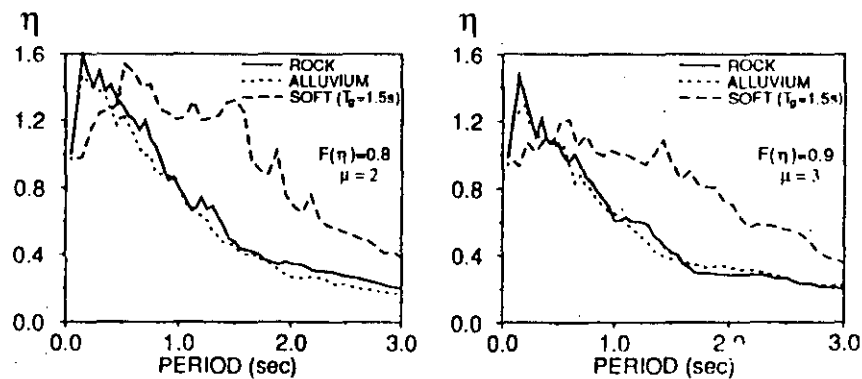 η
1.6
1.2
0.8
0.4
0.0
0.0
1.0
2.0
3.0
PERIOD (sec)
ROCK
ALLUVIUM
SOFT (Tg=1.5s)
F(η)=0.8
μ = 2
η
1.6
1.2
0.8
0.4
0.0
0.0
1.0
2.0
3.0
PERIOD (sec)
ROCK
ALLUVIUM
SOFT (Tg=1.5s)
F(η)=0.9
μ = 3